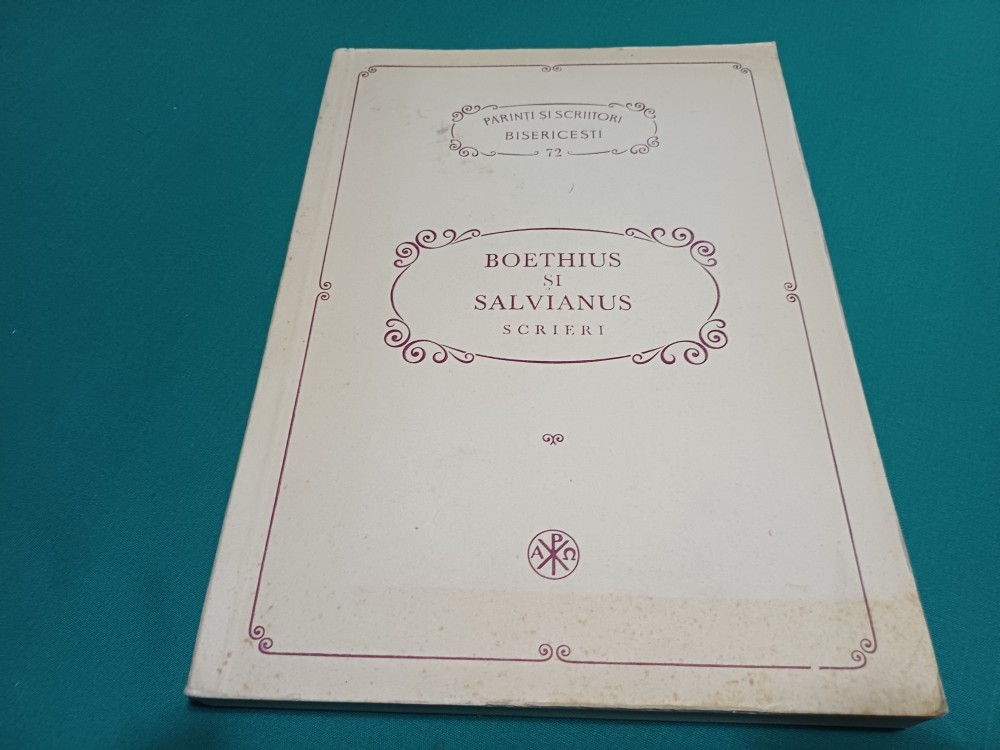 PĂRINȚI ȘI SCRIITORI
BISERICEȘTI
72
BOETHIUS
ȘI
SALVIANUS
SCRIERI
Α Ρ Ω